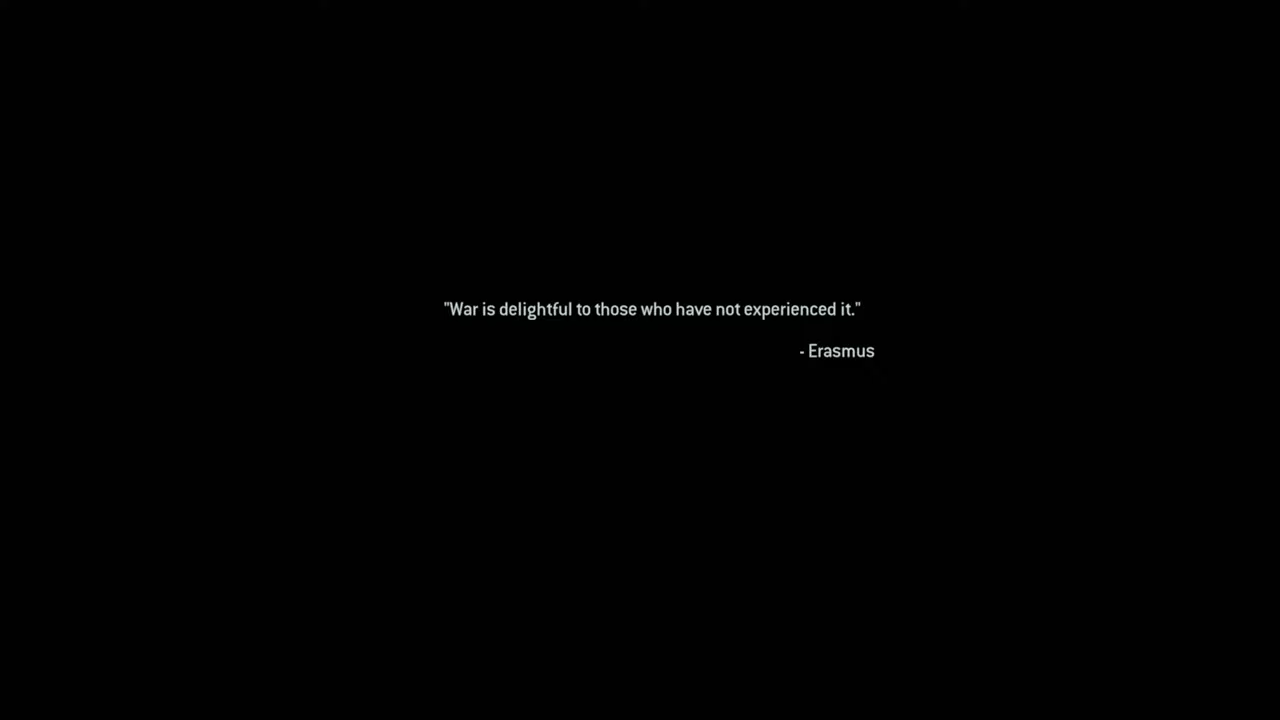 "War is delightful to those who have not experienced it."
- Erasmus